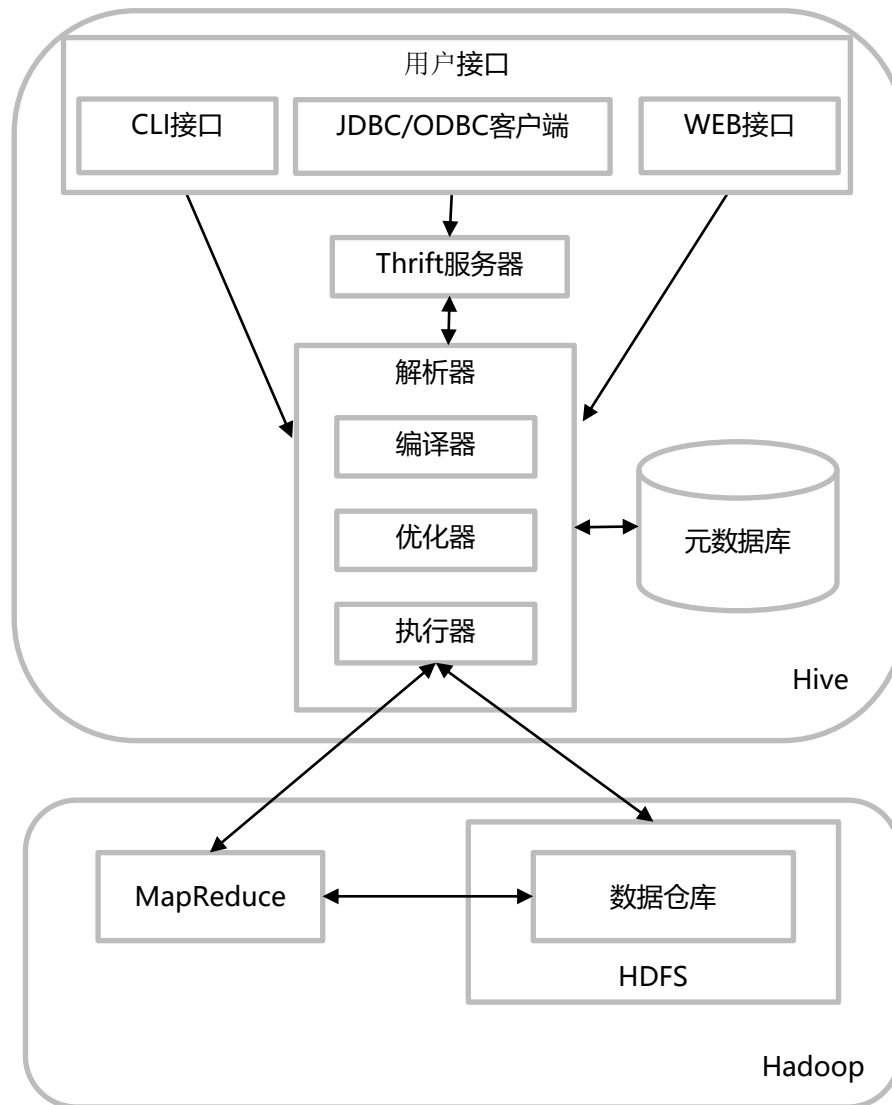 用户接口
CLI接口
JDBC/ODBC客户端
WEB接口
Thrift服务器
解析器
编译器
优化器
元数据库
执行器
Hive
MapReduce
数据仓库
HDFS
Hadoop